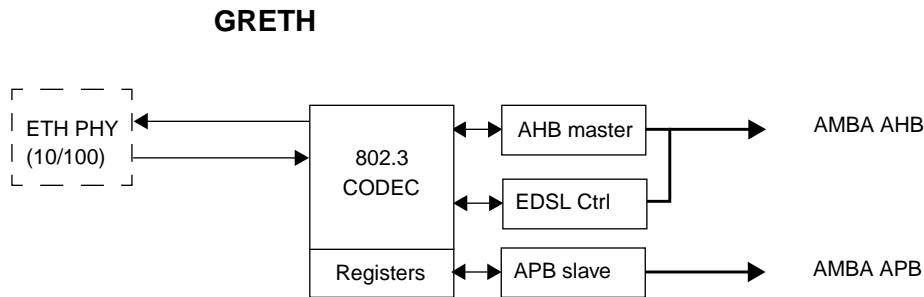 GRETH
ETH PHY
(10/100)
802.3
CODEC
Registers
AHB master
EDSL Ctrl
APB slave
AMBA AHB
AMBA APB